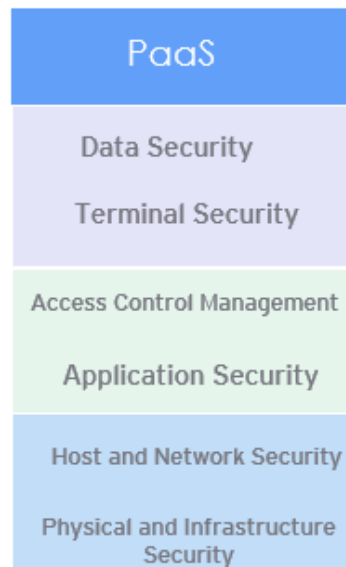 PaaS
Data Security
Terminal Security
Access Control Management
Application Security
Host and Network Security
Physical and Infrastructure
Security